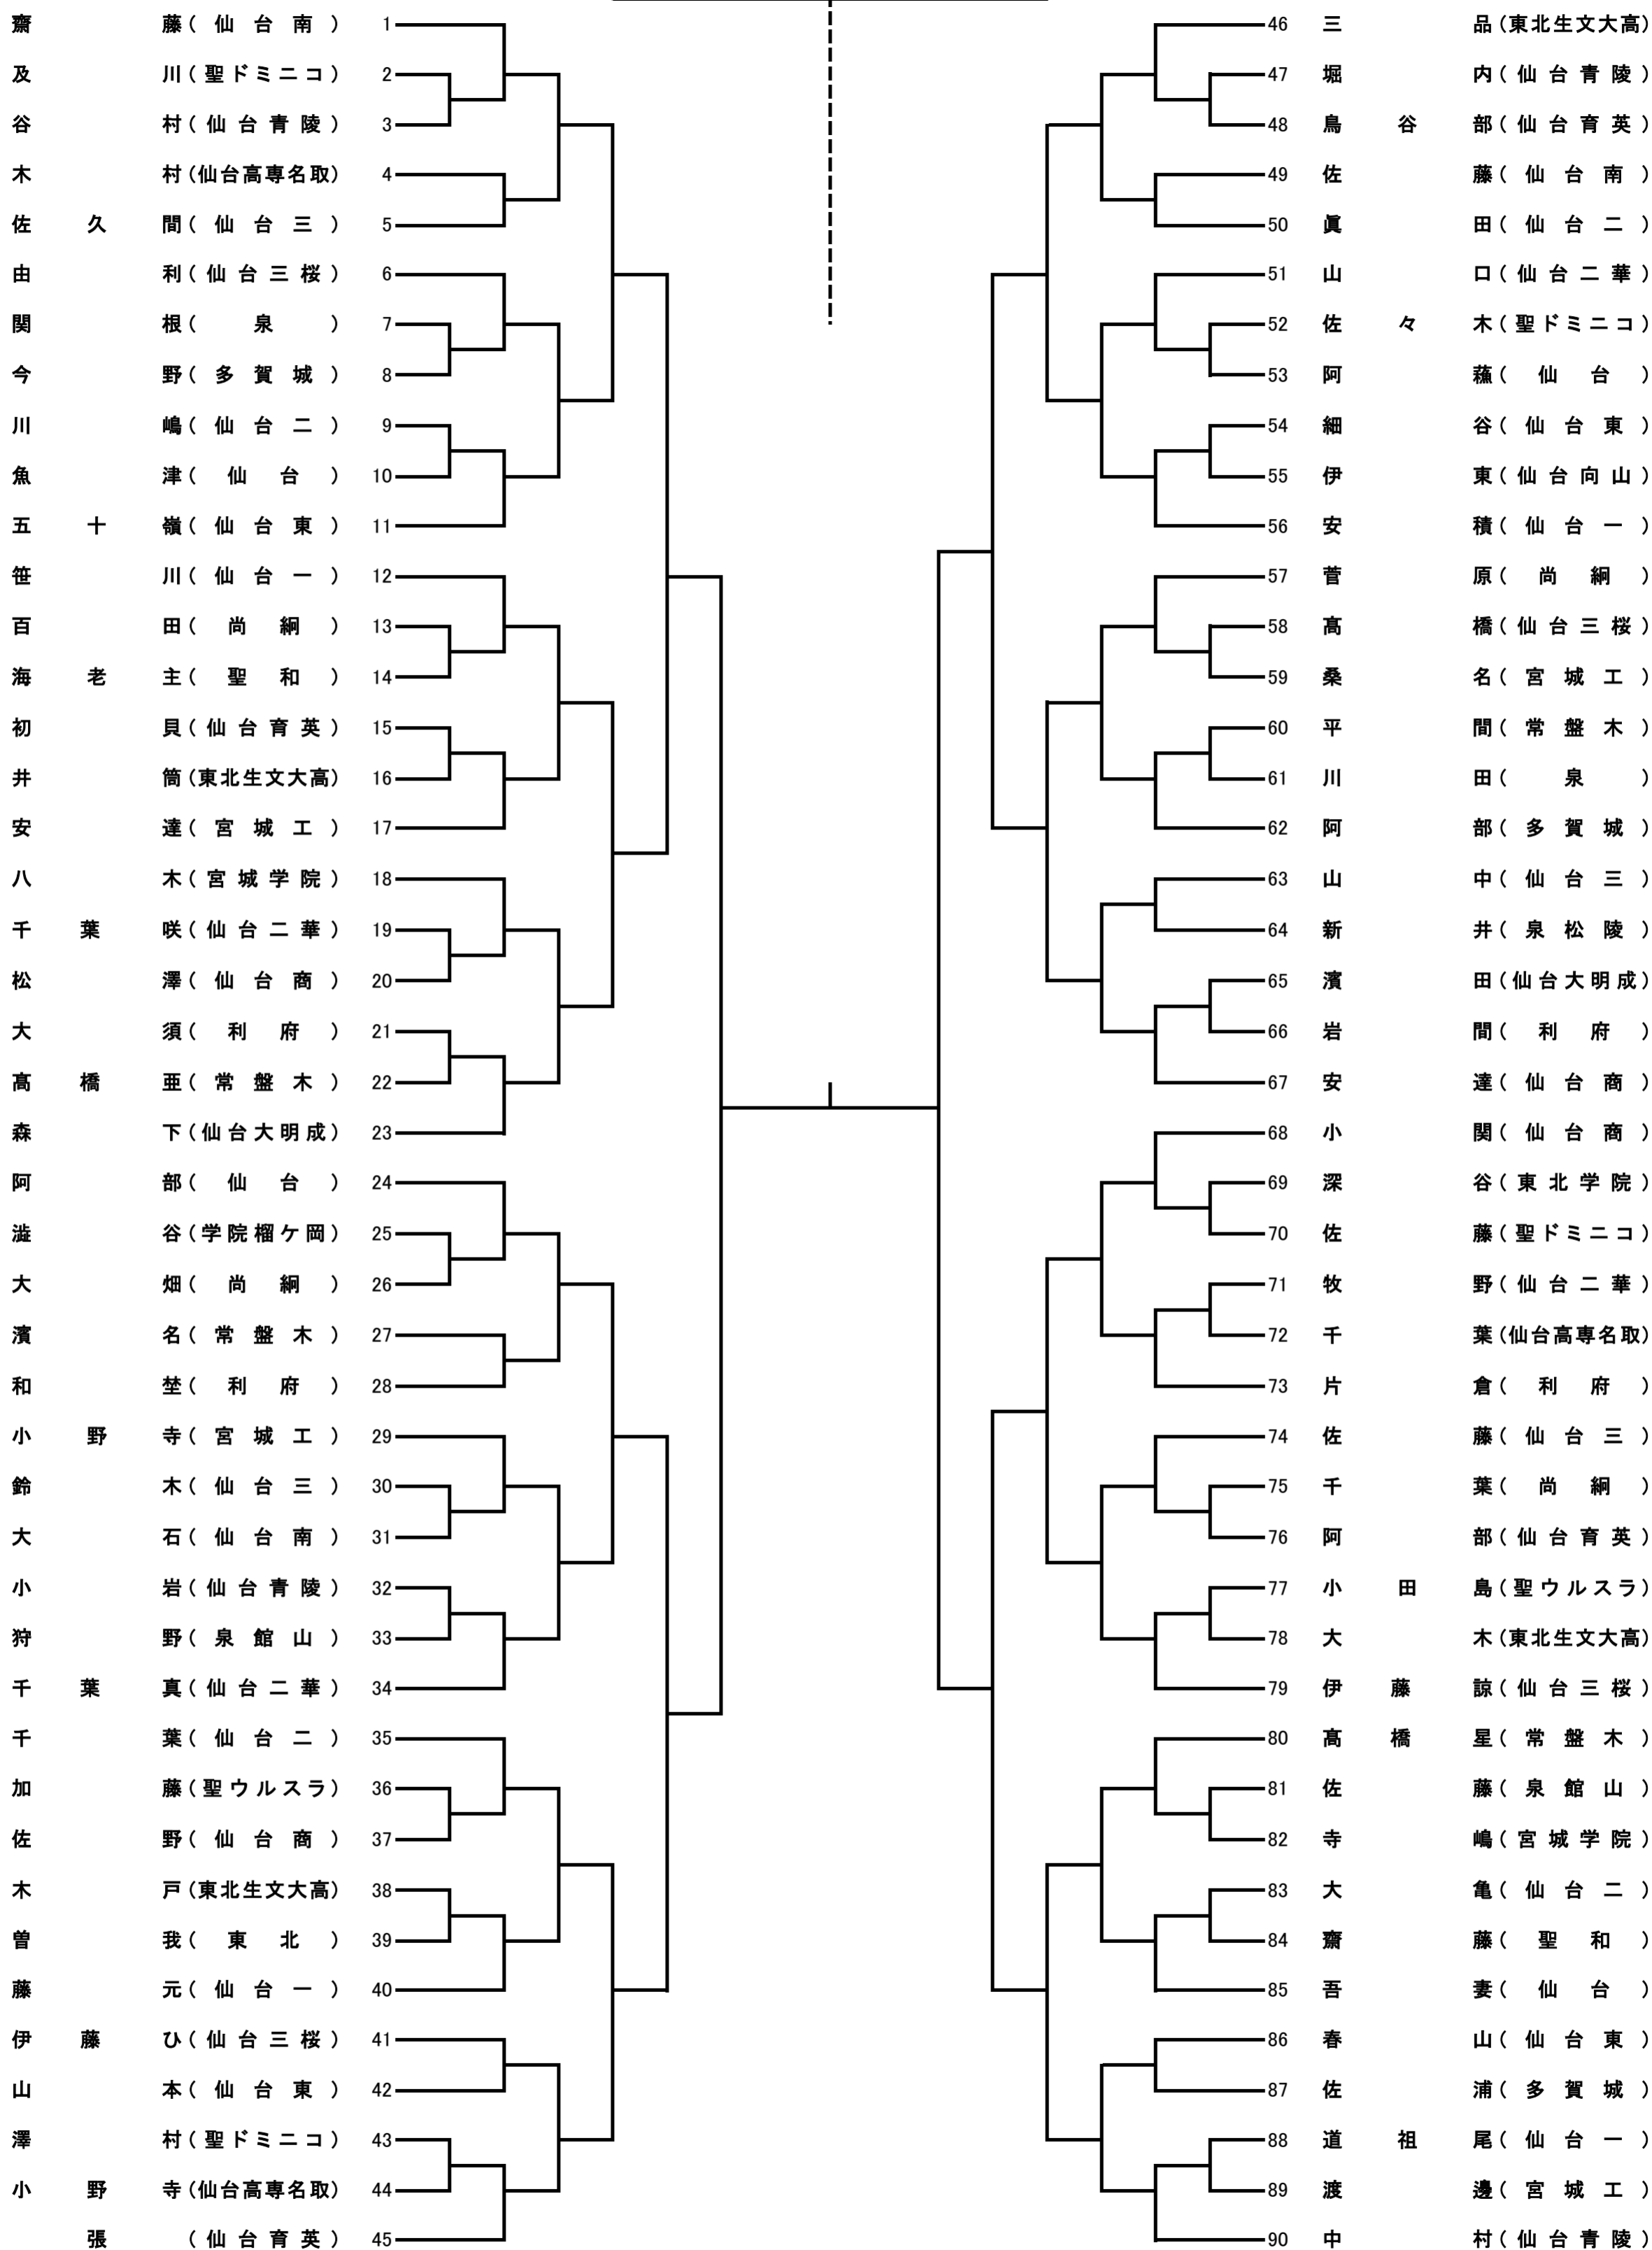 齋藤(仙台南) 1
及川(聖ドミニコ) 2
谷村(仙台青陵) 3
木村(仙台高専名取) 4
佐久間(仙台三) 5
由利(仙台三桜) 6
関根(泉) 7
今野(多賀城) 8
川嶋(仙台二) 9
魚津(仙台) 10
五十嶺(仙台東) 11
笹川(仙台一) 12
百田(尚絅) 13
海老主(聖和) 14
初貝(仙台育英) 15
井筒(東北生文大高) 16
安達(宮城工) 17
八木(宮城学院) 18
千葉咲(仙台二華) 19
松澤(仙台商) 20
大須(利府) 21
髙橋亜(常盤木) 22
森下(仙台大明成) 23
阿部(仙台) 24
澁谷(学院榴ケ岡) 25
大畑(尚絅) 26
濱名(常盤木) 27
和埜(利府) 28
小野寺(宮城工) 29
鈴木(仙台三) 30
大石(仙台南) 31
小岩(仙台青陵) 32
狩野(泉館山) 33
千葉真(仙台二華) 34
千葉(仙台二) 35
加藤(聖ウルスラ) 36
佐野(仙台商) 37
木戸(東北生文大高) 38
曽我(東北) 39
藤元(仙台一) 40
伊藤ひ(仙台三桜) 41
山本(仙台東) 42
澤村(聖ドミニコ) 43
小野寺(仙台高専名取) 44
張(仙台育英) 45
46 三品(東北生文大高)
47 堀内(仙台青陵)
48 鳥谷部(仙台育英)
49 佐藤(仙台南)
50 眞田(仙台二)
51 山口(仙台二華)
52 佐々木(聖ドミニコ)
53 阿蘓(仙台)
54 細谷(仙台東)
55 伊東(仙台向山)
56 安積(仙台一)
57 菅原(尚絅)
58 髙橋(仙台三桜)
59 桑名(宮城工)
60 平間(常盤木)
61 川田(泉)
62 阿部(多賀城)
63 山中(仙台三)
64 新井(泉松陵)
65 濱田(仙台大明成)
66 岩間(利府)
67 安達(仙台商)
68 小関(仙台商)
69 深谷(東北学院)
70 佐藤(聖ドミニコ)
71 牧野(仙台二華)
72 千葉(仙台高専名取)
73 片倉(利府)
74 佐藤(仙台三)
75 千葉(尚絅)
76 阿部(仙台育英)
77 小田島(聖ウルスラ)
78 大木(東北生文大高)
79 伊藤諒(仙台三桜)
80 髙橋星(常盤木)
81 佐藤(泉館山)
82 寺嶋(宮城学院)
83 大亀(仙台二)
84 齋藤(聖和)
85 吾妻(仙台)
86 春山(仙台東)
87 佐浦(多賀城)
88 道祖尾(仙台一)
89 渡邊(宮城工)
90 中村(仙台青陵)